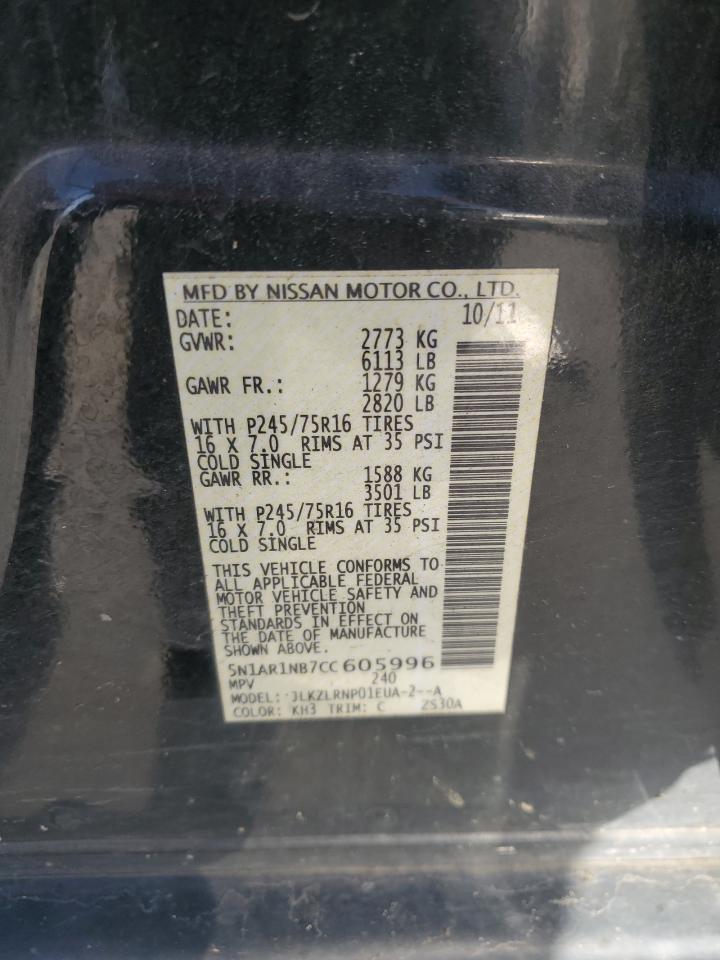 MFD BY NISSAN MOTOR CO., LTD.
DATE: 10/11
GVWR: 2773 KG
6113 LB
GAWR FR.: 1279 KG
2820 LB
WITH P245/75R16 TIRES
16 X 7.0 RIMS AT 35 PSI
COLD SINGLE
GAWR RR.: 1588 KG
3501 LB
WITH P245/75R16 TIRES
16 X 7.0 RIMS AT 35 PSI
COLD SINGLE
THIS VEHICLE CONFORMS TO
ALL APPLICABLE FEDERAL
MOTOR VEHICLE SAFETY AND
THEFT PREVENTION
STANDARDS IN EFFECT ON
THE DATE OF MANUFACTURE
SHOWN ABOVE.
5N1AR1NB7CC605996
MPV 240
MODEL: JLKZLRNP01EUA-2--A
COLOR: KH3 TRIM: C ZS30A